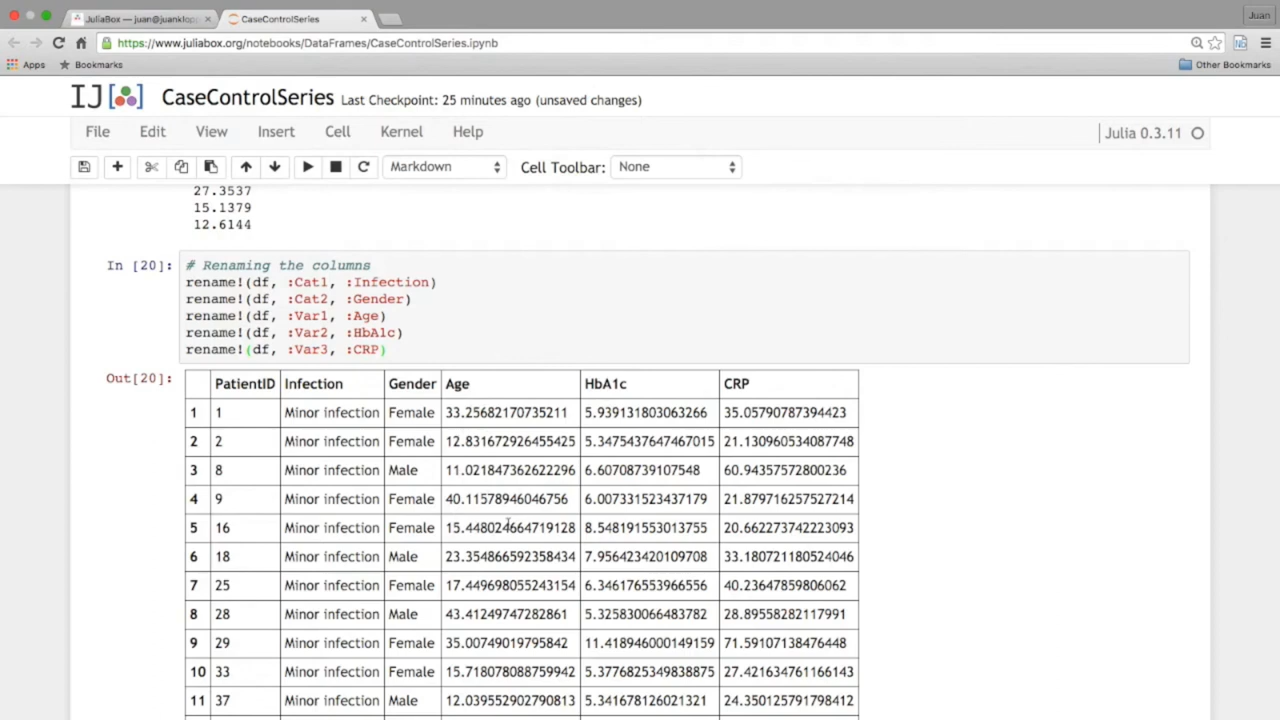 JuliaBox — juan@juanklopp
CaseControlSeries
Juan
https://www.juliabox.org/notebooks/DataFrames/CaseControlSeries.ipynb
Apps Bookmarks Other Bookmarks
IJ CaseControlSeries Last Checkpoint: 25 minutes ago (unsaved changes)
File Edit View Insert Cell Kernel Help Julia 0.3.11
Markdown Cell Toolbar: None
27.3537
15.1379
12.6144
In [20]: # Renaming the columns
rename!(df, :Cat1, :Infection)
rename!(df, :Cat2, :Gender)
rename!(df, :Var1, :Age)
rename!(df, :Var2, :HbA1c)
rename!(df, :Var3, :CRP)
Out[20]: PatientID Infection Gender Age HbA1c CRP
1 1 Minor infection Female 33.25682170735211 5.939131803063266 35.05790787394423
2 2 Minor infection Female 12.831672926455425 5.3475437647467015 21.130960534087748
3 8 Minor infection Male 11.021847362622296 6.60708739107548 60.94357572800236
4 9 Minor infection Female 40.11578946046756 6.007331523437179 21.879716257527214
5 16 Minor infection Female 15.448024664719128 8.548191553013755 20.662273742223093
6 18 Minor infection Male 23.354866592358434 7.956423420109708 33.180721180524046
7 25 Minor infection Female 17.449698055243154 6.346176553966556 40.23647859806062
8 28 Minor infection Male 43.41249747282861 5.325830066483782 28.89558282117991
9 29 Minor infection Female 35.00749019795842 11.418946000149159 71.59107138476448
10 33 Minor infection Female 15.718078088759942 5.3776825349838875 27.421634761166143
11 37 Minor infection Male 12.039552902790813 5.341678126021321 24.350125791798412